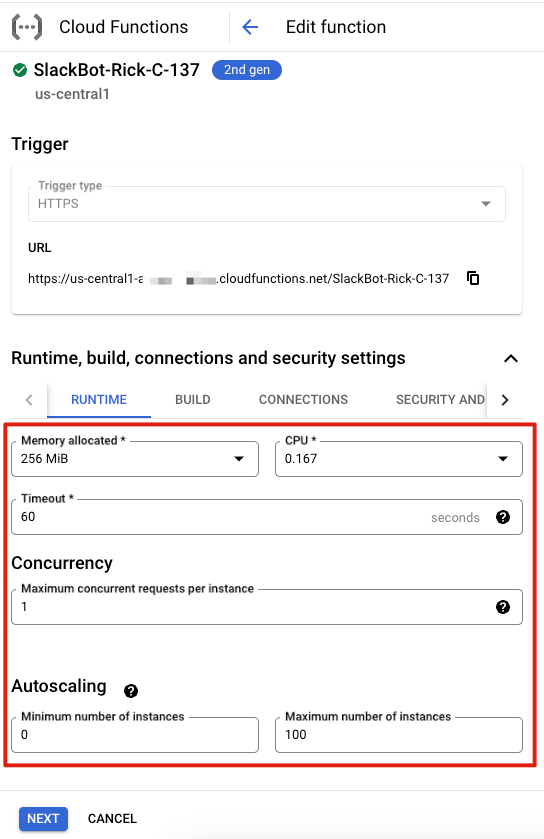 Cloud Functions Edit function
SlackBot-Rick-C-137 2nd gen
us-central1
Trigger
Trigger type
HTTPS
URL
https://us-central1-a .cloudfunctions.net/SlackBot-Rick-C-137
Runtime, build, connections and security settings
RUNTIME BUILD CONNECTIONS SECURITY AND
Memory allocated * CPU *
256 MiB 0.167
Timeout *
60 seconds
Concurrency
Maximum concurrent requests per instance
1
Autoscaling
Minimum number of instances Maximum number of instances
0 100
NEXT CANCEL